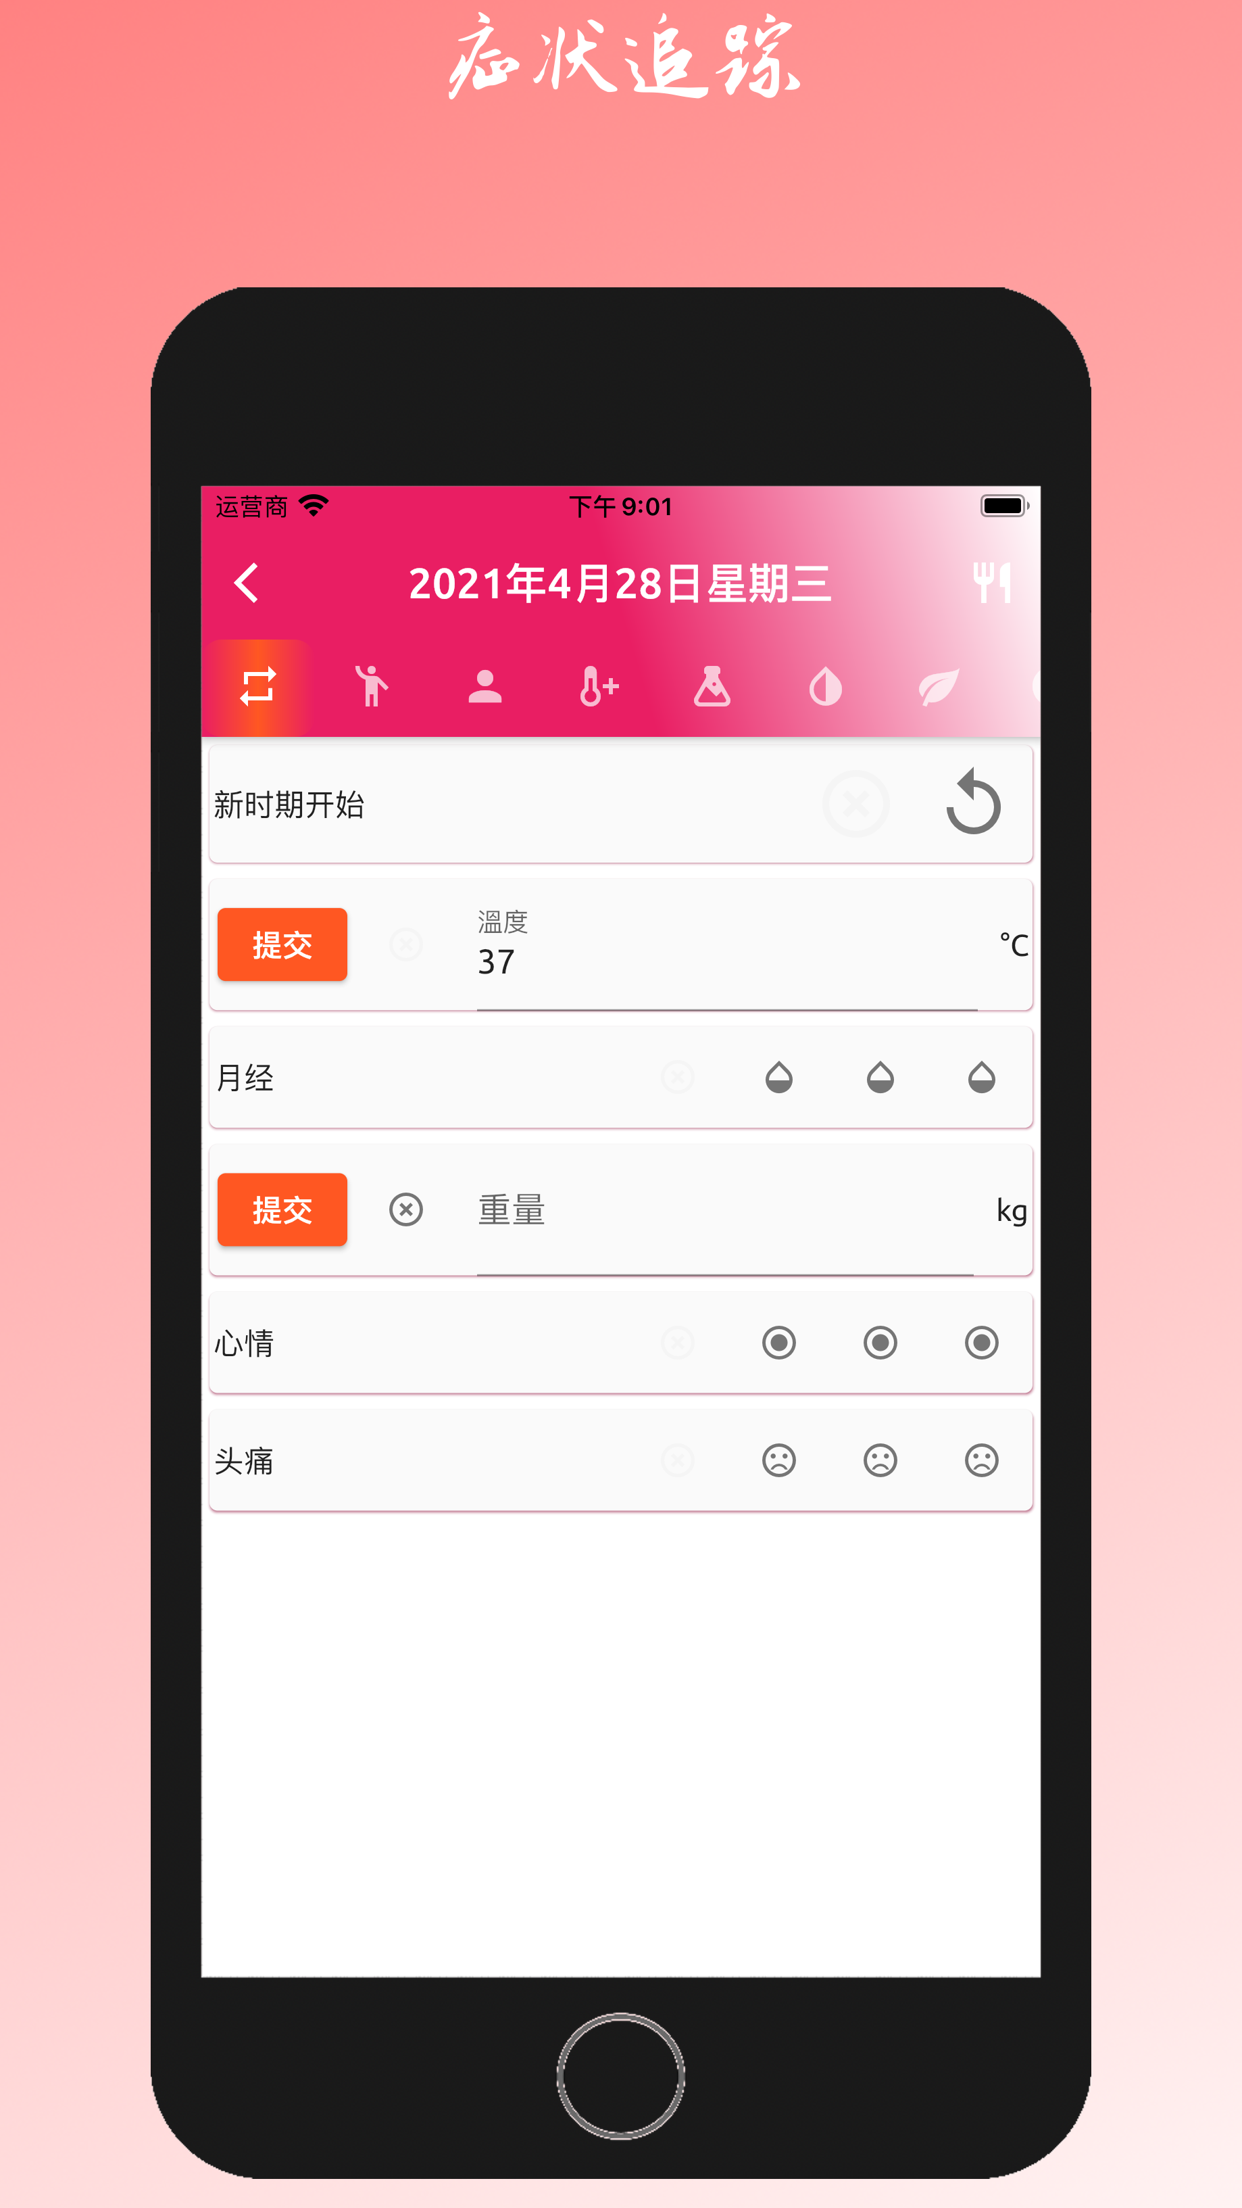 症状追踪
运营商 下午9:01
2021年4月28日星期三
新时期开始
提交 溫度 37 °C
月经
提交 重量 kg
心情
头痛